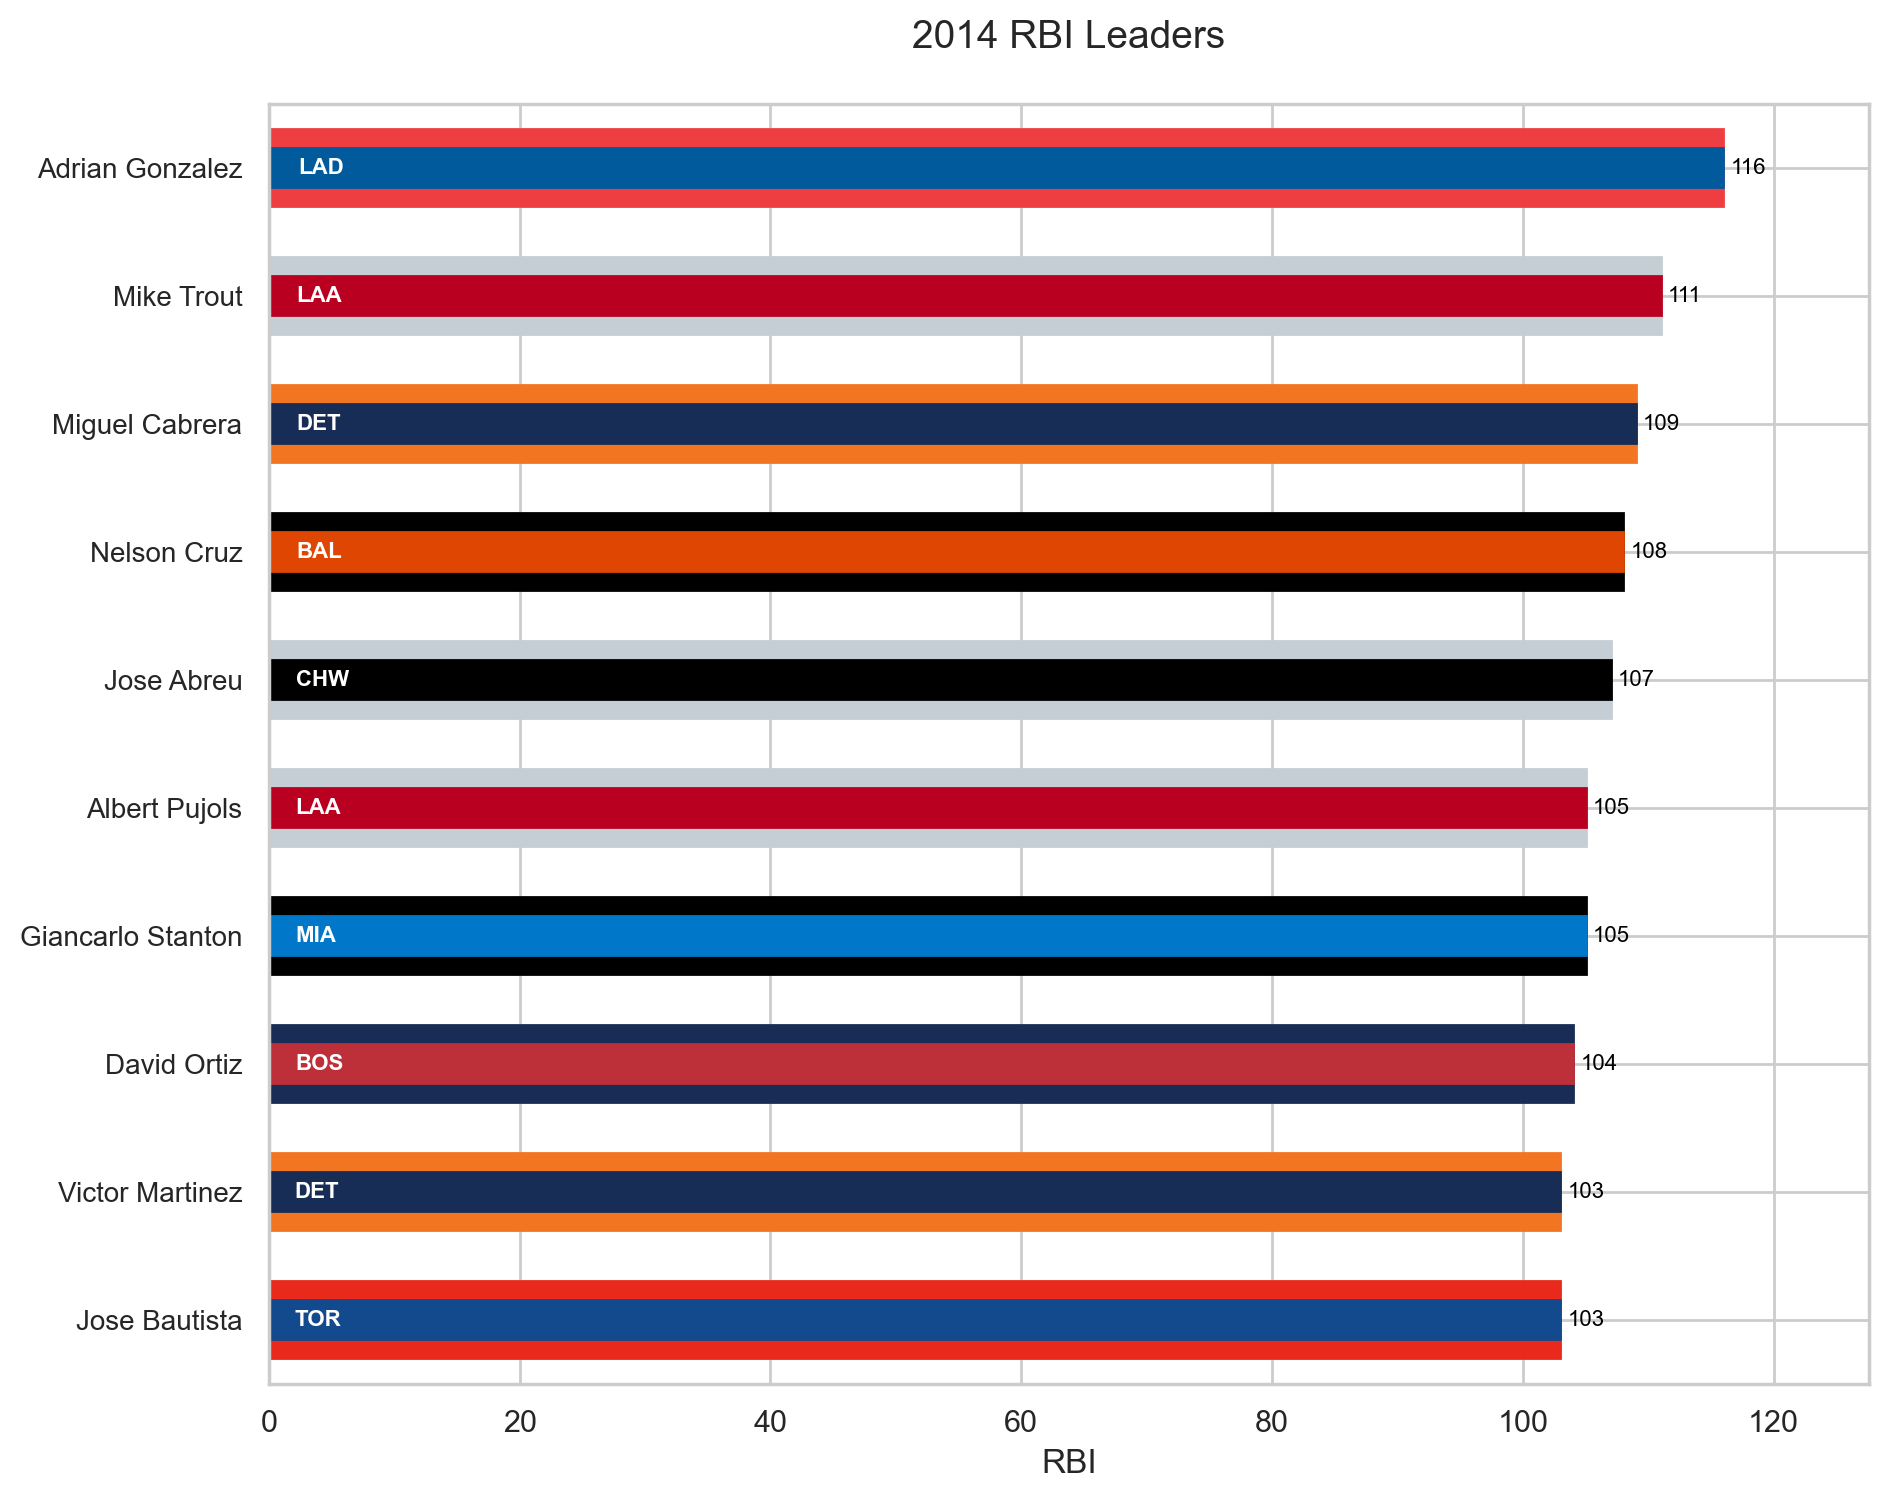 2014 RBI Leaders
Adrian Gonzalez LAD 116
Mike Trout LAA 111
Miguel Cabrera DET 109
Nelson Cruz BAL 108
Jose Abreu CHW 107
Albert Pujols LAA 105
Giancarlo Stanton MIA 105
David Ortiz BOS 104
Victor Martinez DET 103
Jose Bautista TOR 103
0 20 40 60 80 100 120
RBI